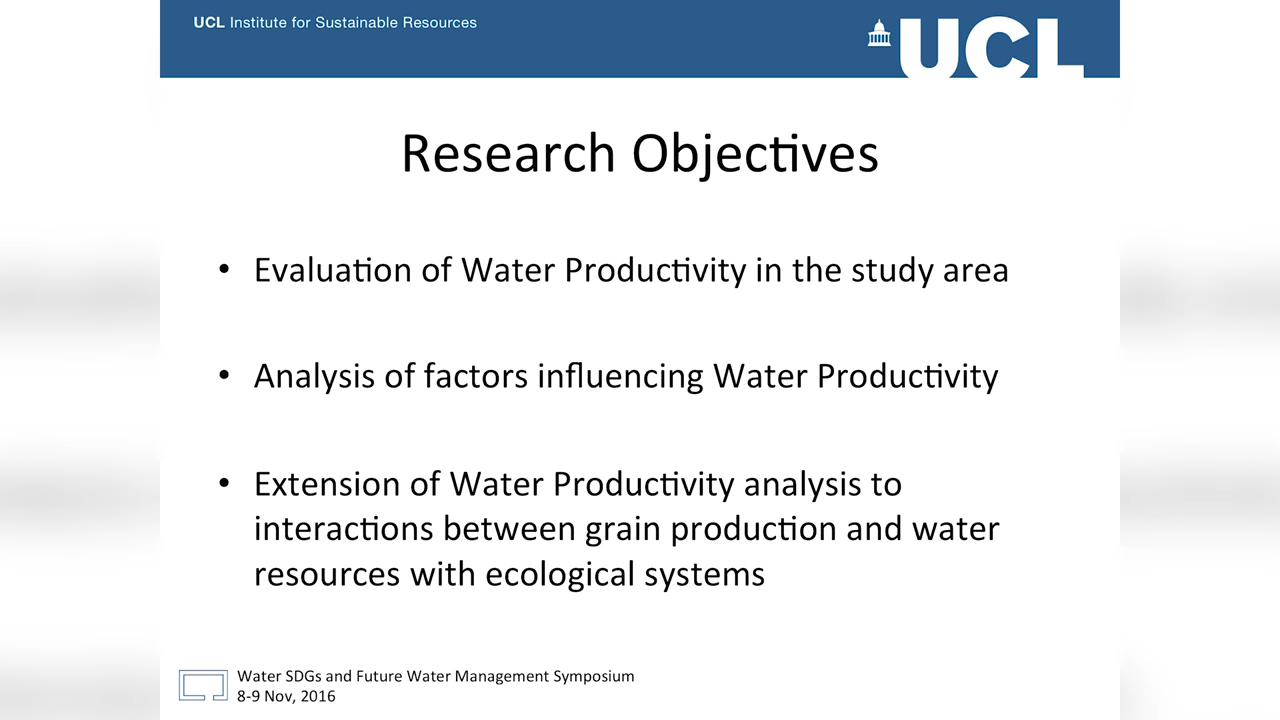 UCL Institute for Sustainable Resources
UCL
Research Objectives
• Evaluation of Water Productivity in the study area
• Analysis of factors influencing Water Productivity
• Extension of Water Productivity analysis to
interactions between grain production and water
resources with ecological systems
Water SDGs and Future Water Management Symposium
8-9 Nov, 2016